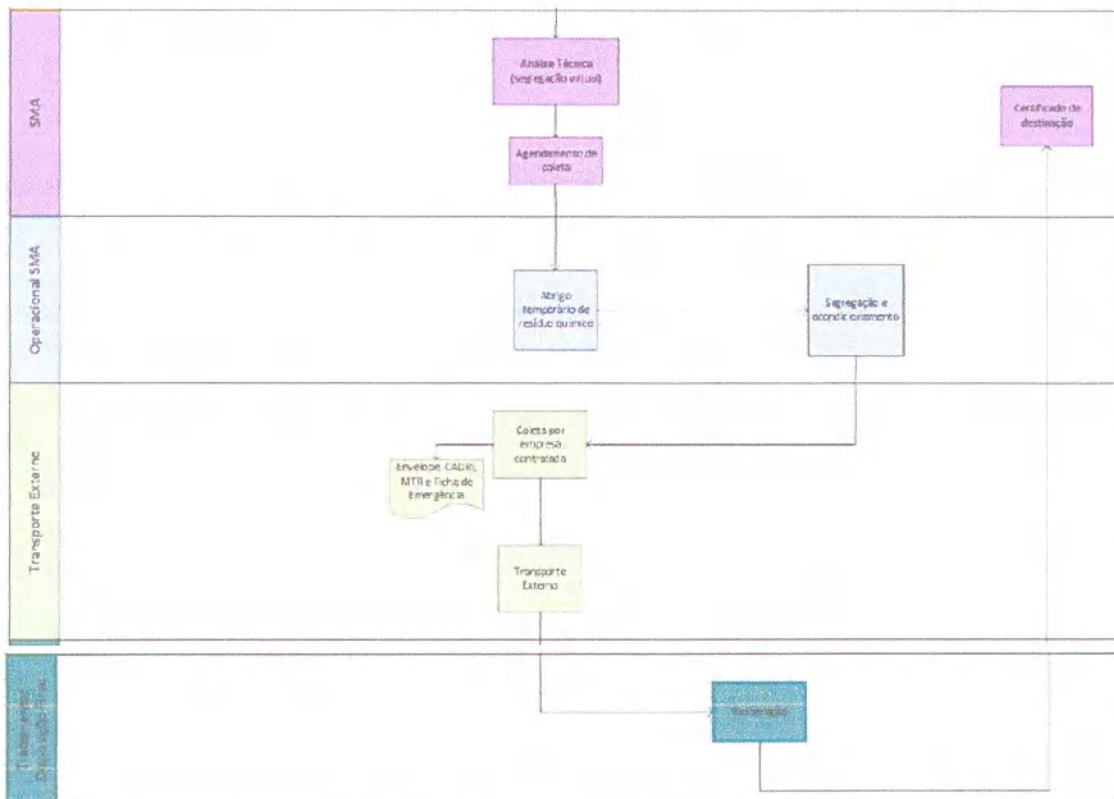 SMA
Análise Técnica
(segregação virtual)
Agendamento de
coleta
Certificado de
destinação
Operacional SMA
Abrigo
temporário de
resíduo químico
Segregação e
acondicionamento
Transporte Externo
Coleta por
empresa
contratada
Envelope, CADRI,
MTR e Ficha de
Emergência
Transporte
Externo
Incineração